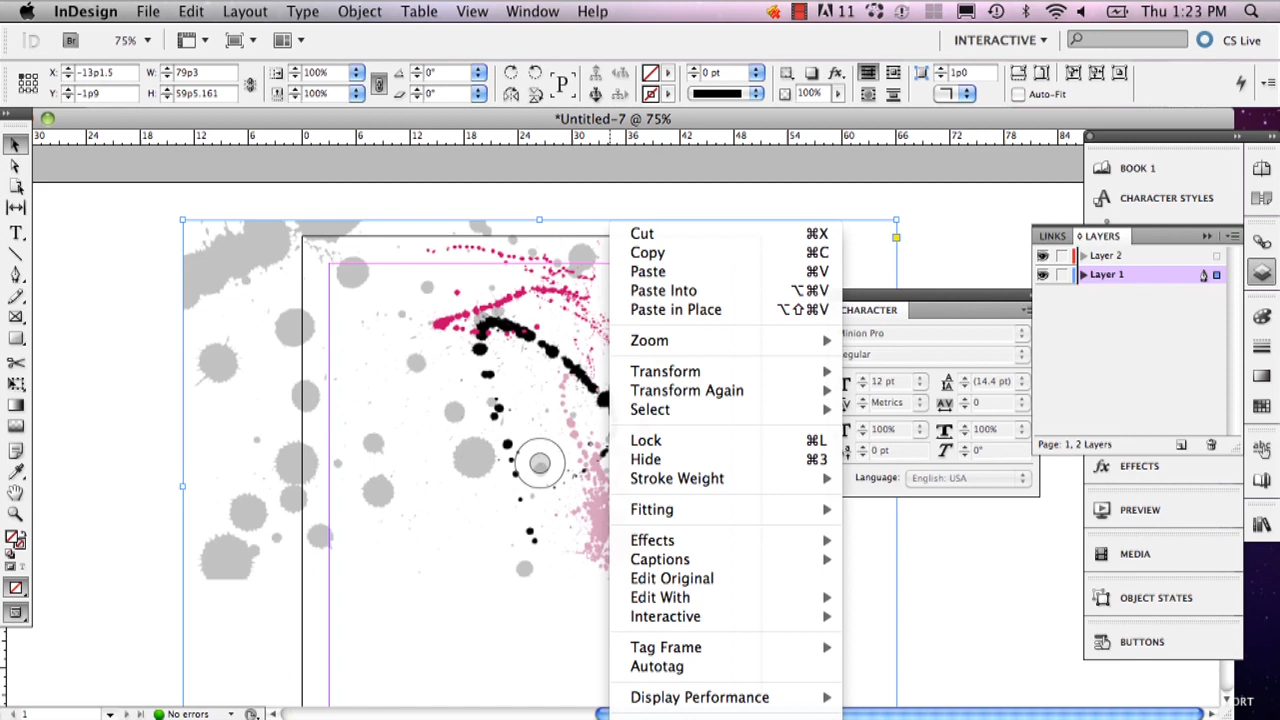 InDesign File Edit Layout Type Object Table View Window Help 11 Thu 1:23 PM
Br 75% INTERACTIVE CS Live
X: -13p1.5 W: 79p3 100% 0° P 0 pt fx 1p0
Y: -1p9 H: 59p5.161 100% 0° 100% Auto-Fit
*Untitled-7 @ 75%
30 24 18 12 6 0 6 12 18 24 30 36 42 48 54 60 66 72 78 84
BOOK 1
CHARACTER STYLES
LINKS LAYERS
Layer 2
Layer 1
Page: 1, 2 Layers
Cut ⌘X
Copy ⌘C
Paste ⌘V
Paste Into ⌥⌘V
Paste in Place ⌥⇧⌘V
Zoom
Transform
Transform Again
Select
Lock ⌘L
Hide ⌘3
Stroke Weight
Fitting
Effects
Captions
Edit Original
Edit With
Interactive
Tag Frame
Autotag
Display Performance
CHARACTER
Minion Pro
egular
12 pt (14.4 pt)
Metrics 0
100% 100%
0 pt 0°
Language: English: USA
EFFECTS
PREVIEW
MEDIA
OBJECT STATES
BUTTONS
1 No errors
ORT